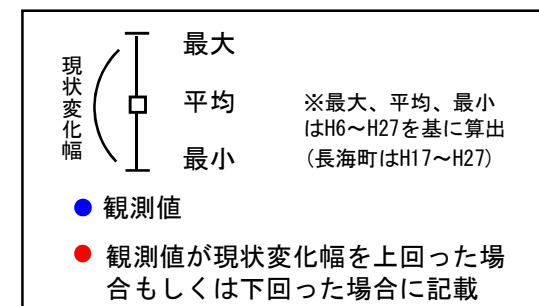 最大
現状変化幅
平均
※最大、平均、最小
はH6～H27を基に算出
最小
(長海町はH17～H27)
観測値
観測値が現状変化幅を上回った場
合もしくは下回った場合に記載